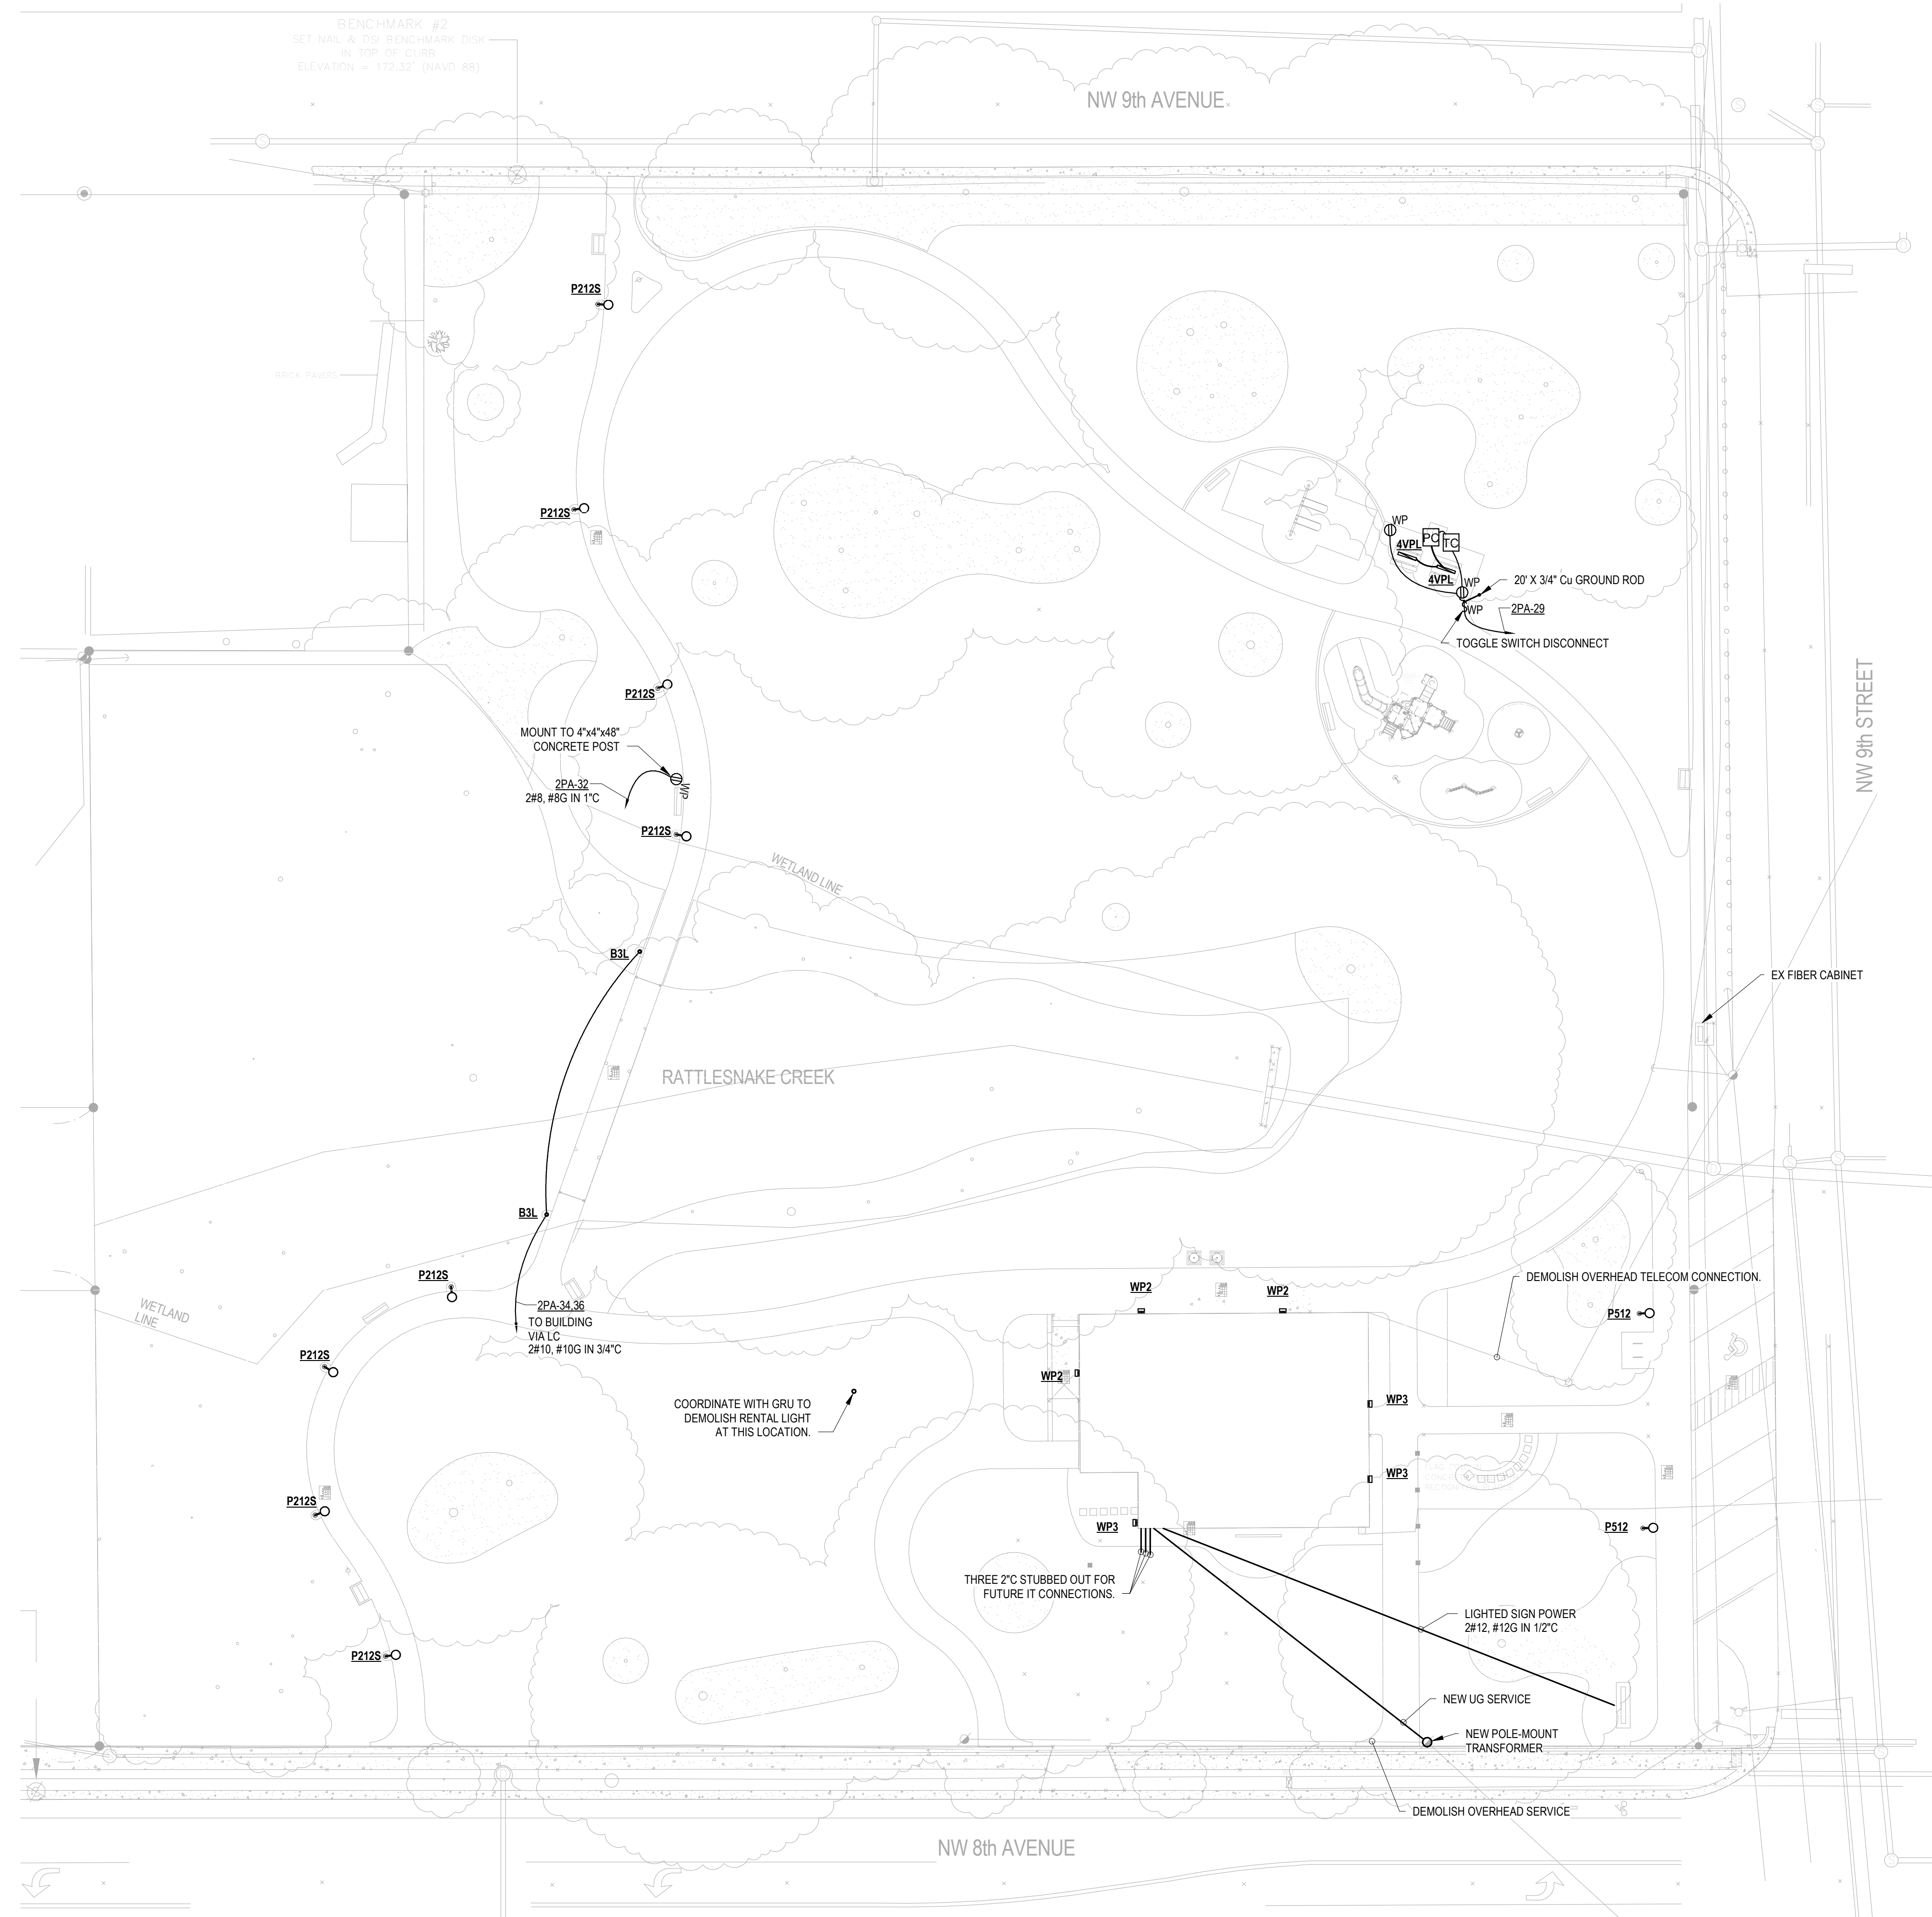 BENCHMARK #2
SET NAIL & DSI BENCHMARK DISK
IN TOP OF CURB
ELEVATION = 172.32' (NAVD 88)
NW 9th AVENUE
P212S
BRICK PAVERS
P212S
WP
4VPL
PC
TC
4VPL
WP
20' X 3/4" Cu GROUND ROD
WP
2PA-29
TOGGLE SWITCH DISCONNECT
NW 9th STREET
P212S
MOUNT TO 4"x4"x48"
CONCRETE POST
2PA-32
2#8, #8G IN 1"C
WP
P212S
WETLAND LINE
B3L
EX FIBER CABINET
RATTLESNAKE CREEK
B3L
P212S
WETLAND
LINE
2PA-34,36
TO BUILDING
VIA LC
2#10, #10G IN 3/4"C
WP2
WP2
DEMOLISH OVERHEAD TELECOM CONNECTION.
P512
P212S
WP2
WP3
COORDINATE WITH GRU TO
DEMOLISH RENTAL LIGHT
AT THIS LOCATION.
WP3
P212S
WP3
P512
THREE 2"C STUBBED OUT FOR
FUTURE IT CONNECTIONS.
LIGHTED SIGN POWER
2#12, #12G IN 1/2"C
P212S
NEW UG SERVICE
NEW POLE-MOUNT
TRANSFORMER
DEMOLISH OVERHEAD SERVICE
NW 8th AVENUE